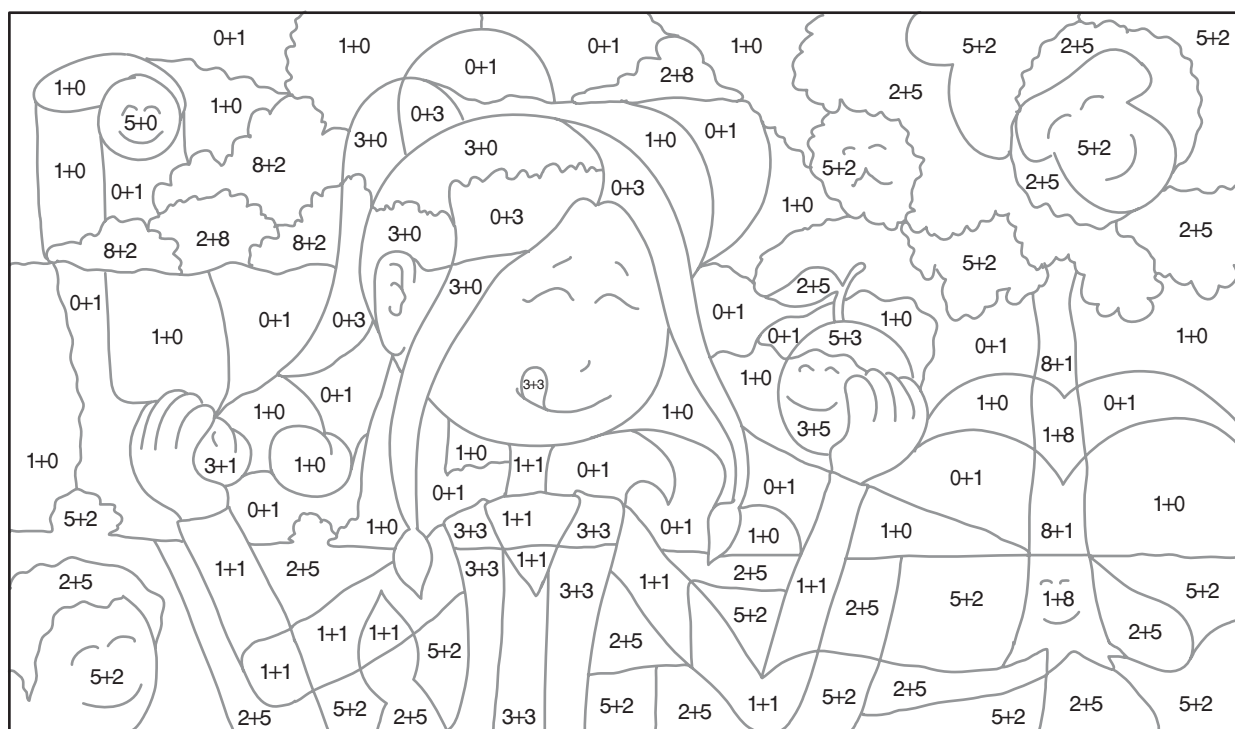 0+1 1+0 0+1 1+0 5+2 2+5 5+2
1+0 0+1 2+8 2+5
5+0 1+0 0+3 3+0 3+0 1+0 0+1 5+2
1+0 0+1 8+2 0+3 5+2 2+5
0+3 1+0
8+2 2+8 8+2 3+0 5+2 2+5
0+1 3+0 2+5
1+0 0+1 0+3 0+1 0+1 5+3 1+0 0+1 1+0
8+1
0+1 3+3 1+0
1+0 1+0 3+5 1+0 0+1
1+8
1+0 3+1 1+0 1+0 1+1 0+1 0+1
0+1 0+1 0+1 1+0
5+2 1+0 3+3 1+1 3+3 0+1 1+0 1+0 8+1
2+5 1+1 2+5 3+3 1+1 3+3 1+1 2+5 1+1 5+2 1+8 5+2
1+1 1+1 5+2 2+5 5+2 2+5 2+5
5+2 1+1
2+5 5+2 2+5 3+3 5+2 2+5 1+1 5+2 2+5 5+2 2+5 5+2